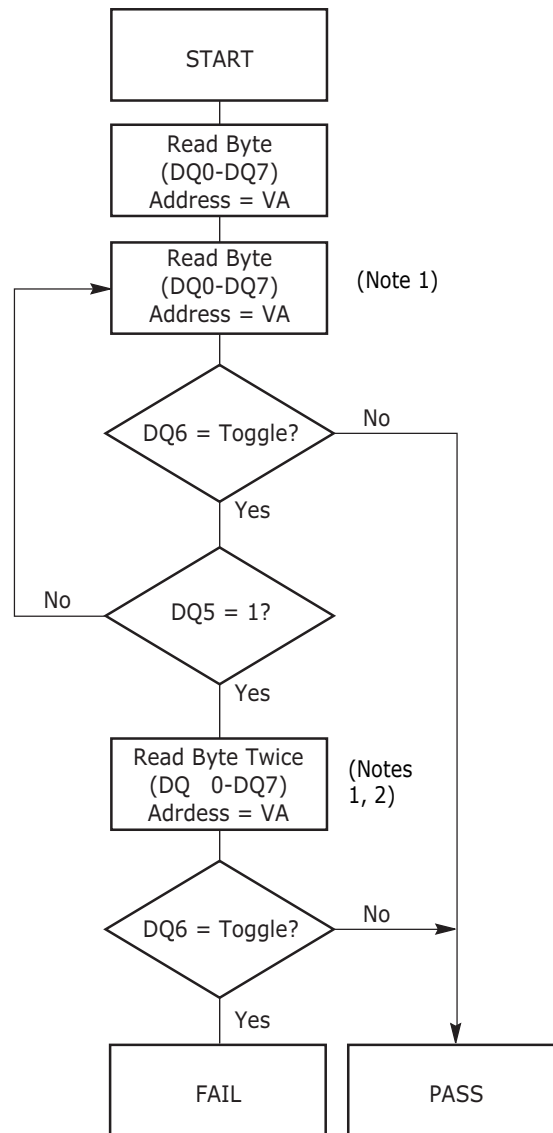 START
Read Byte
(DQ0-DQ7)
Address = VA
Read Byte
(DQ0-DQ7)
Address = VA
(Note 1)
DQ6 = Toggle?
No
Yes
No
DQ5 = 1?
Yes
Read Byte Twice
(DQ 0-DQ7)
Adrdess = VA
(Notes
1, 2)
DQ6 = Toggle?
No
Yes
FAIL
PASS